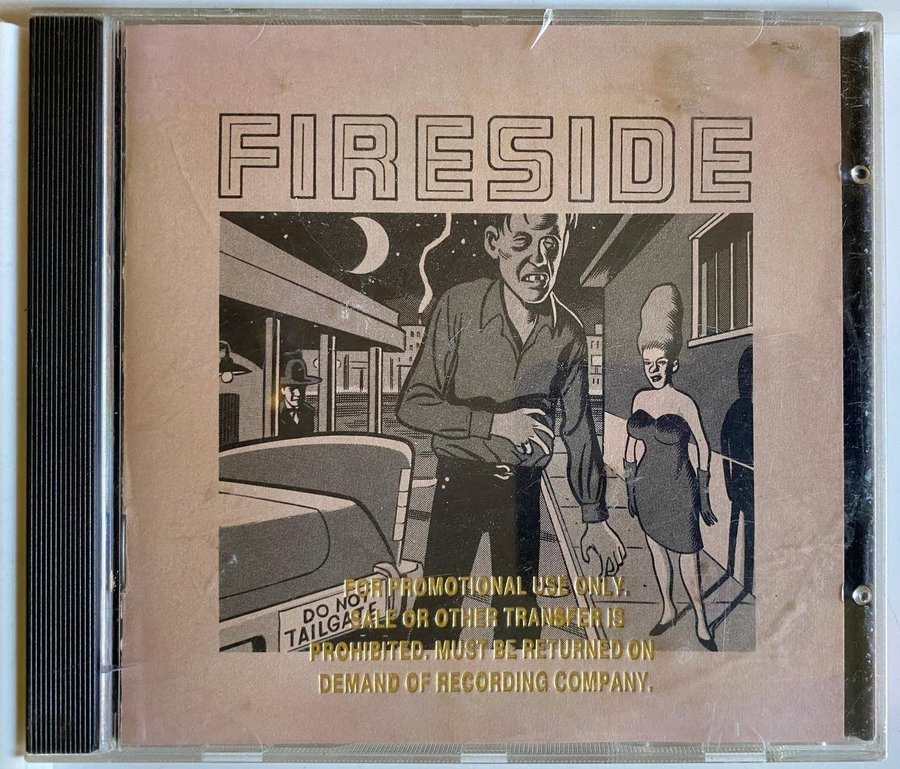 FIRESIDE
DO NOT
TAILGATE
FOR PROMOTIONAL USE ONLY.
SALE OR OTHER TRANSFER IS
PROHIBITED. MUST BE RETURNED ON
DEMAND OF RECORDING COMPANY.